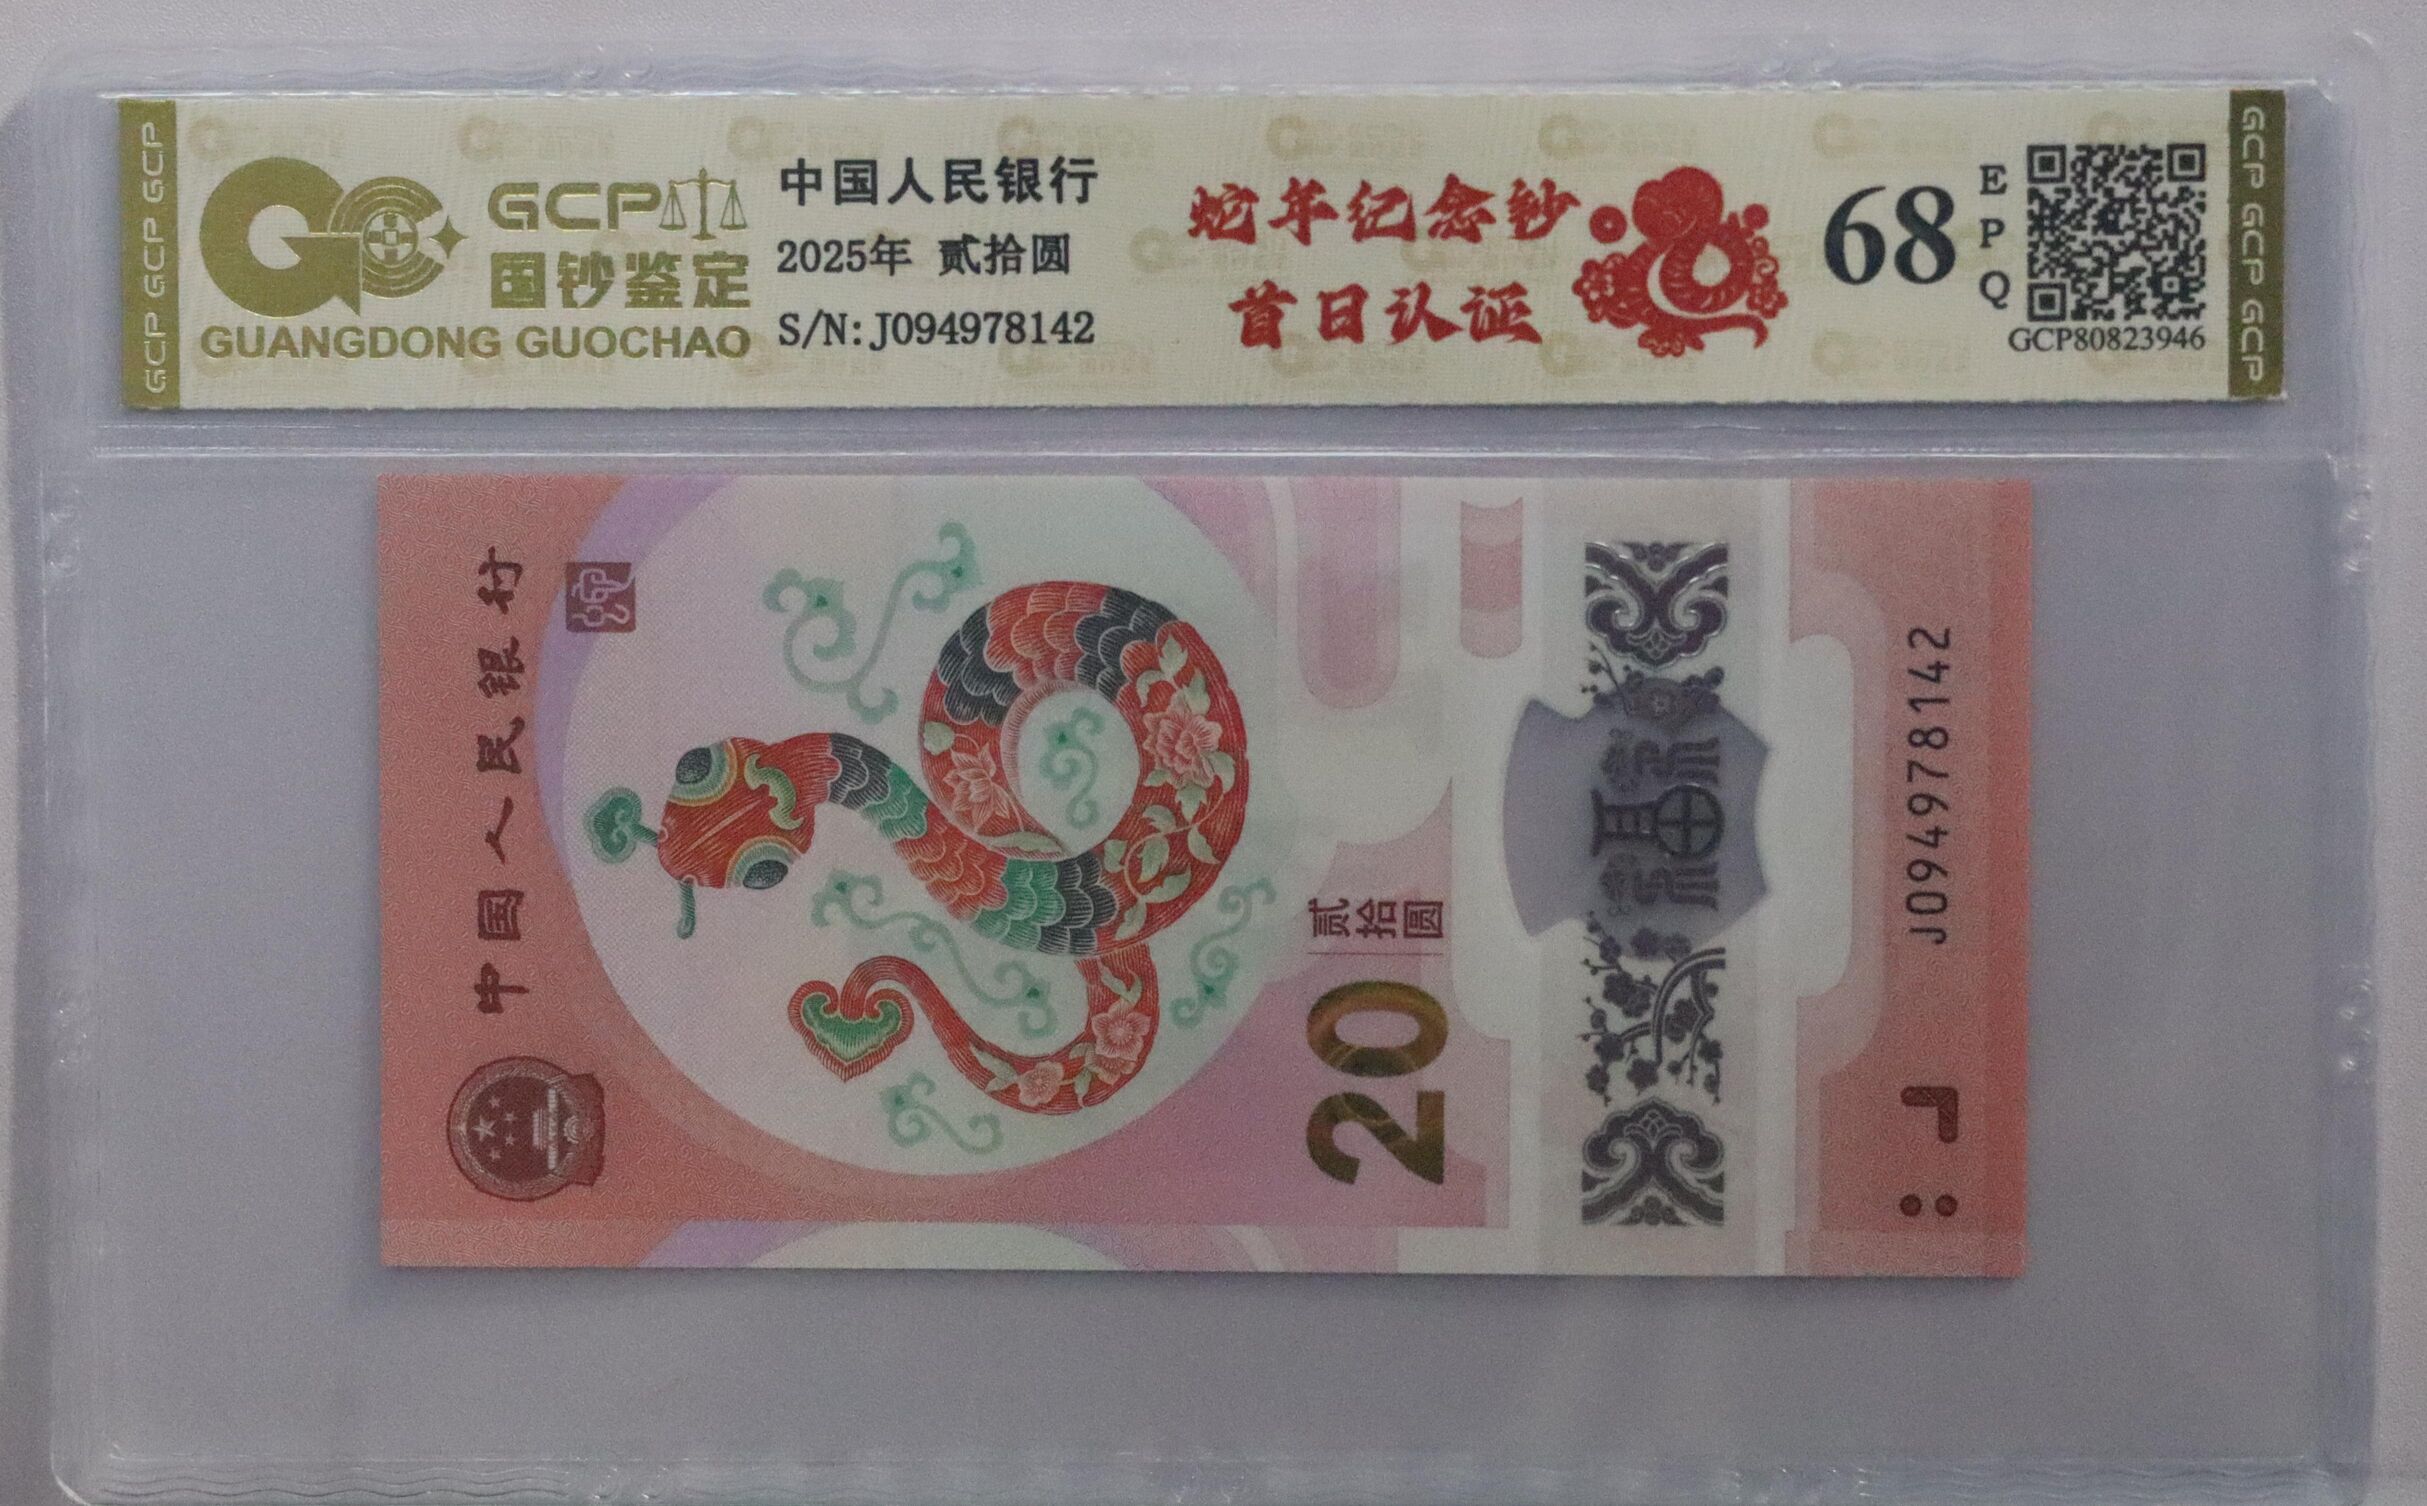 GCP GCP GCP
GCP
国钞鉴定
GUANGDONG GUOCHAO
中国人民银行
2025年 贰拾圆
S/N: J094978142
蛇年纪念钞
首日认证
68
EPQ
GCP80823946
GCP GCP GCP
中国人民银行
贰拾圆
20
福
J094978142